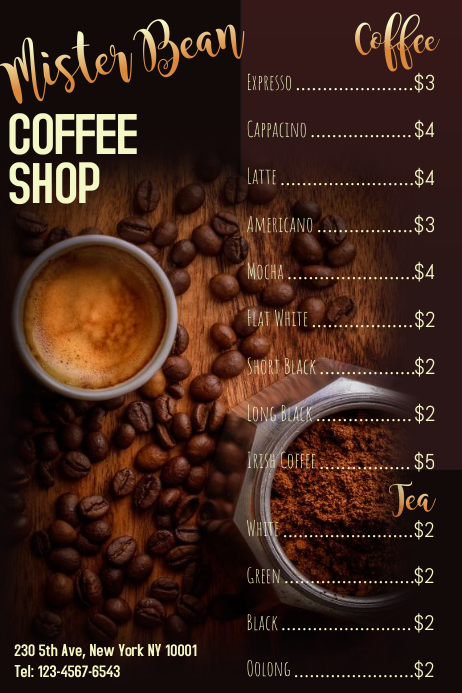 Mister Bean
COFFEE
SHOP
Coffee
Expresso ........................$3
Cappacino ....................$4
Latte ..........................$4
Americano ...................$3
Mocha ........................$4
Flat White ...................$2
Short Black ..................$2
Long Black ...................$2
Irish Coffee ..................$5
Tea
White .........................$2
Green .........................$2
Black .........................$2
Oolong .......................$2
230 5th Ave, New York NY 10001
Tel: 123-4567-6543